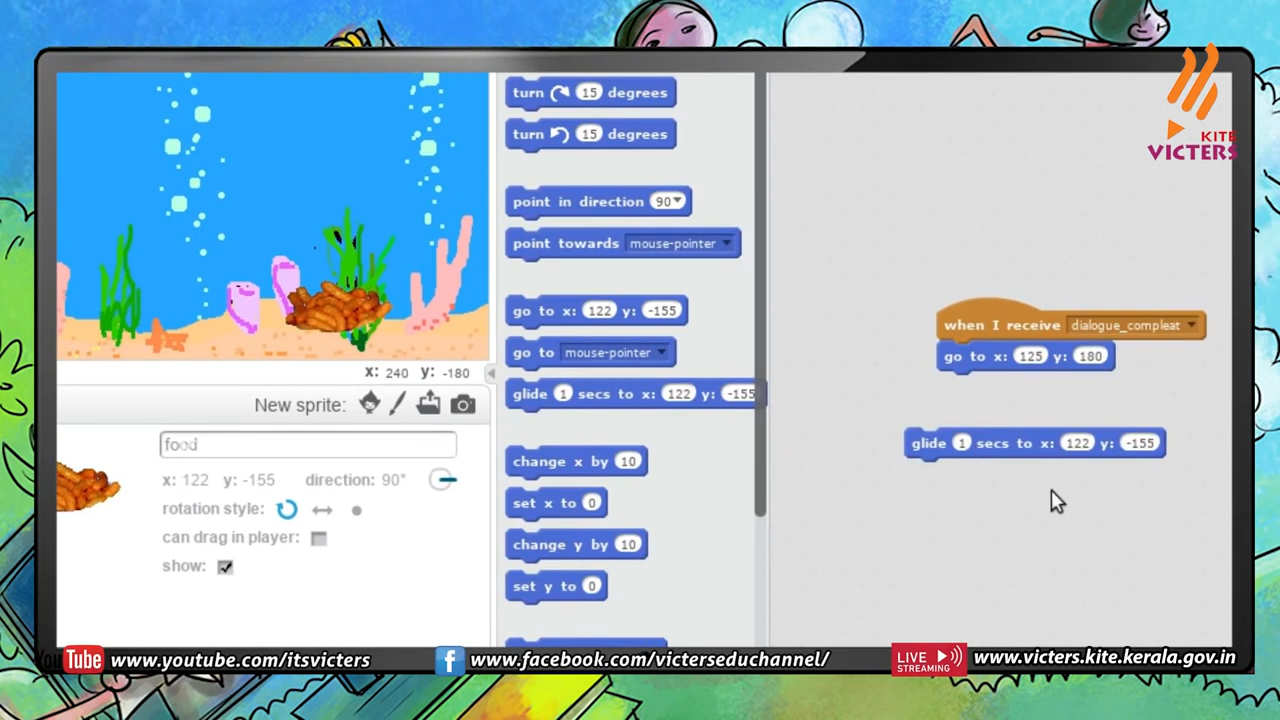 KITE
VICTERS
turn 15 degrees
turn 15 degrees
point in direction 90
point towards mouse-pointer
go to x: 122 y: -155
go to mouse-pointer
glide 1 secs to x: 122 y: -155
change x by 10
set x to 0
change y by 10
set y to 0
when I receive dialogue_compleat
go to x: 125 y: 180
glide 1 secs to x: 122 y: -155
x: 240 y: -180
New sprite:
food
x: 122 y: -155 direction: 90°
rotation style:
can drag in player:
show:
You Tube www.youtube.com/itsvicters
f www.facebook.com/victerseduchannel/
LIVE STREAMING www.victers.kite.kerala.gov.in